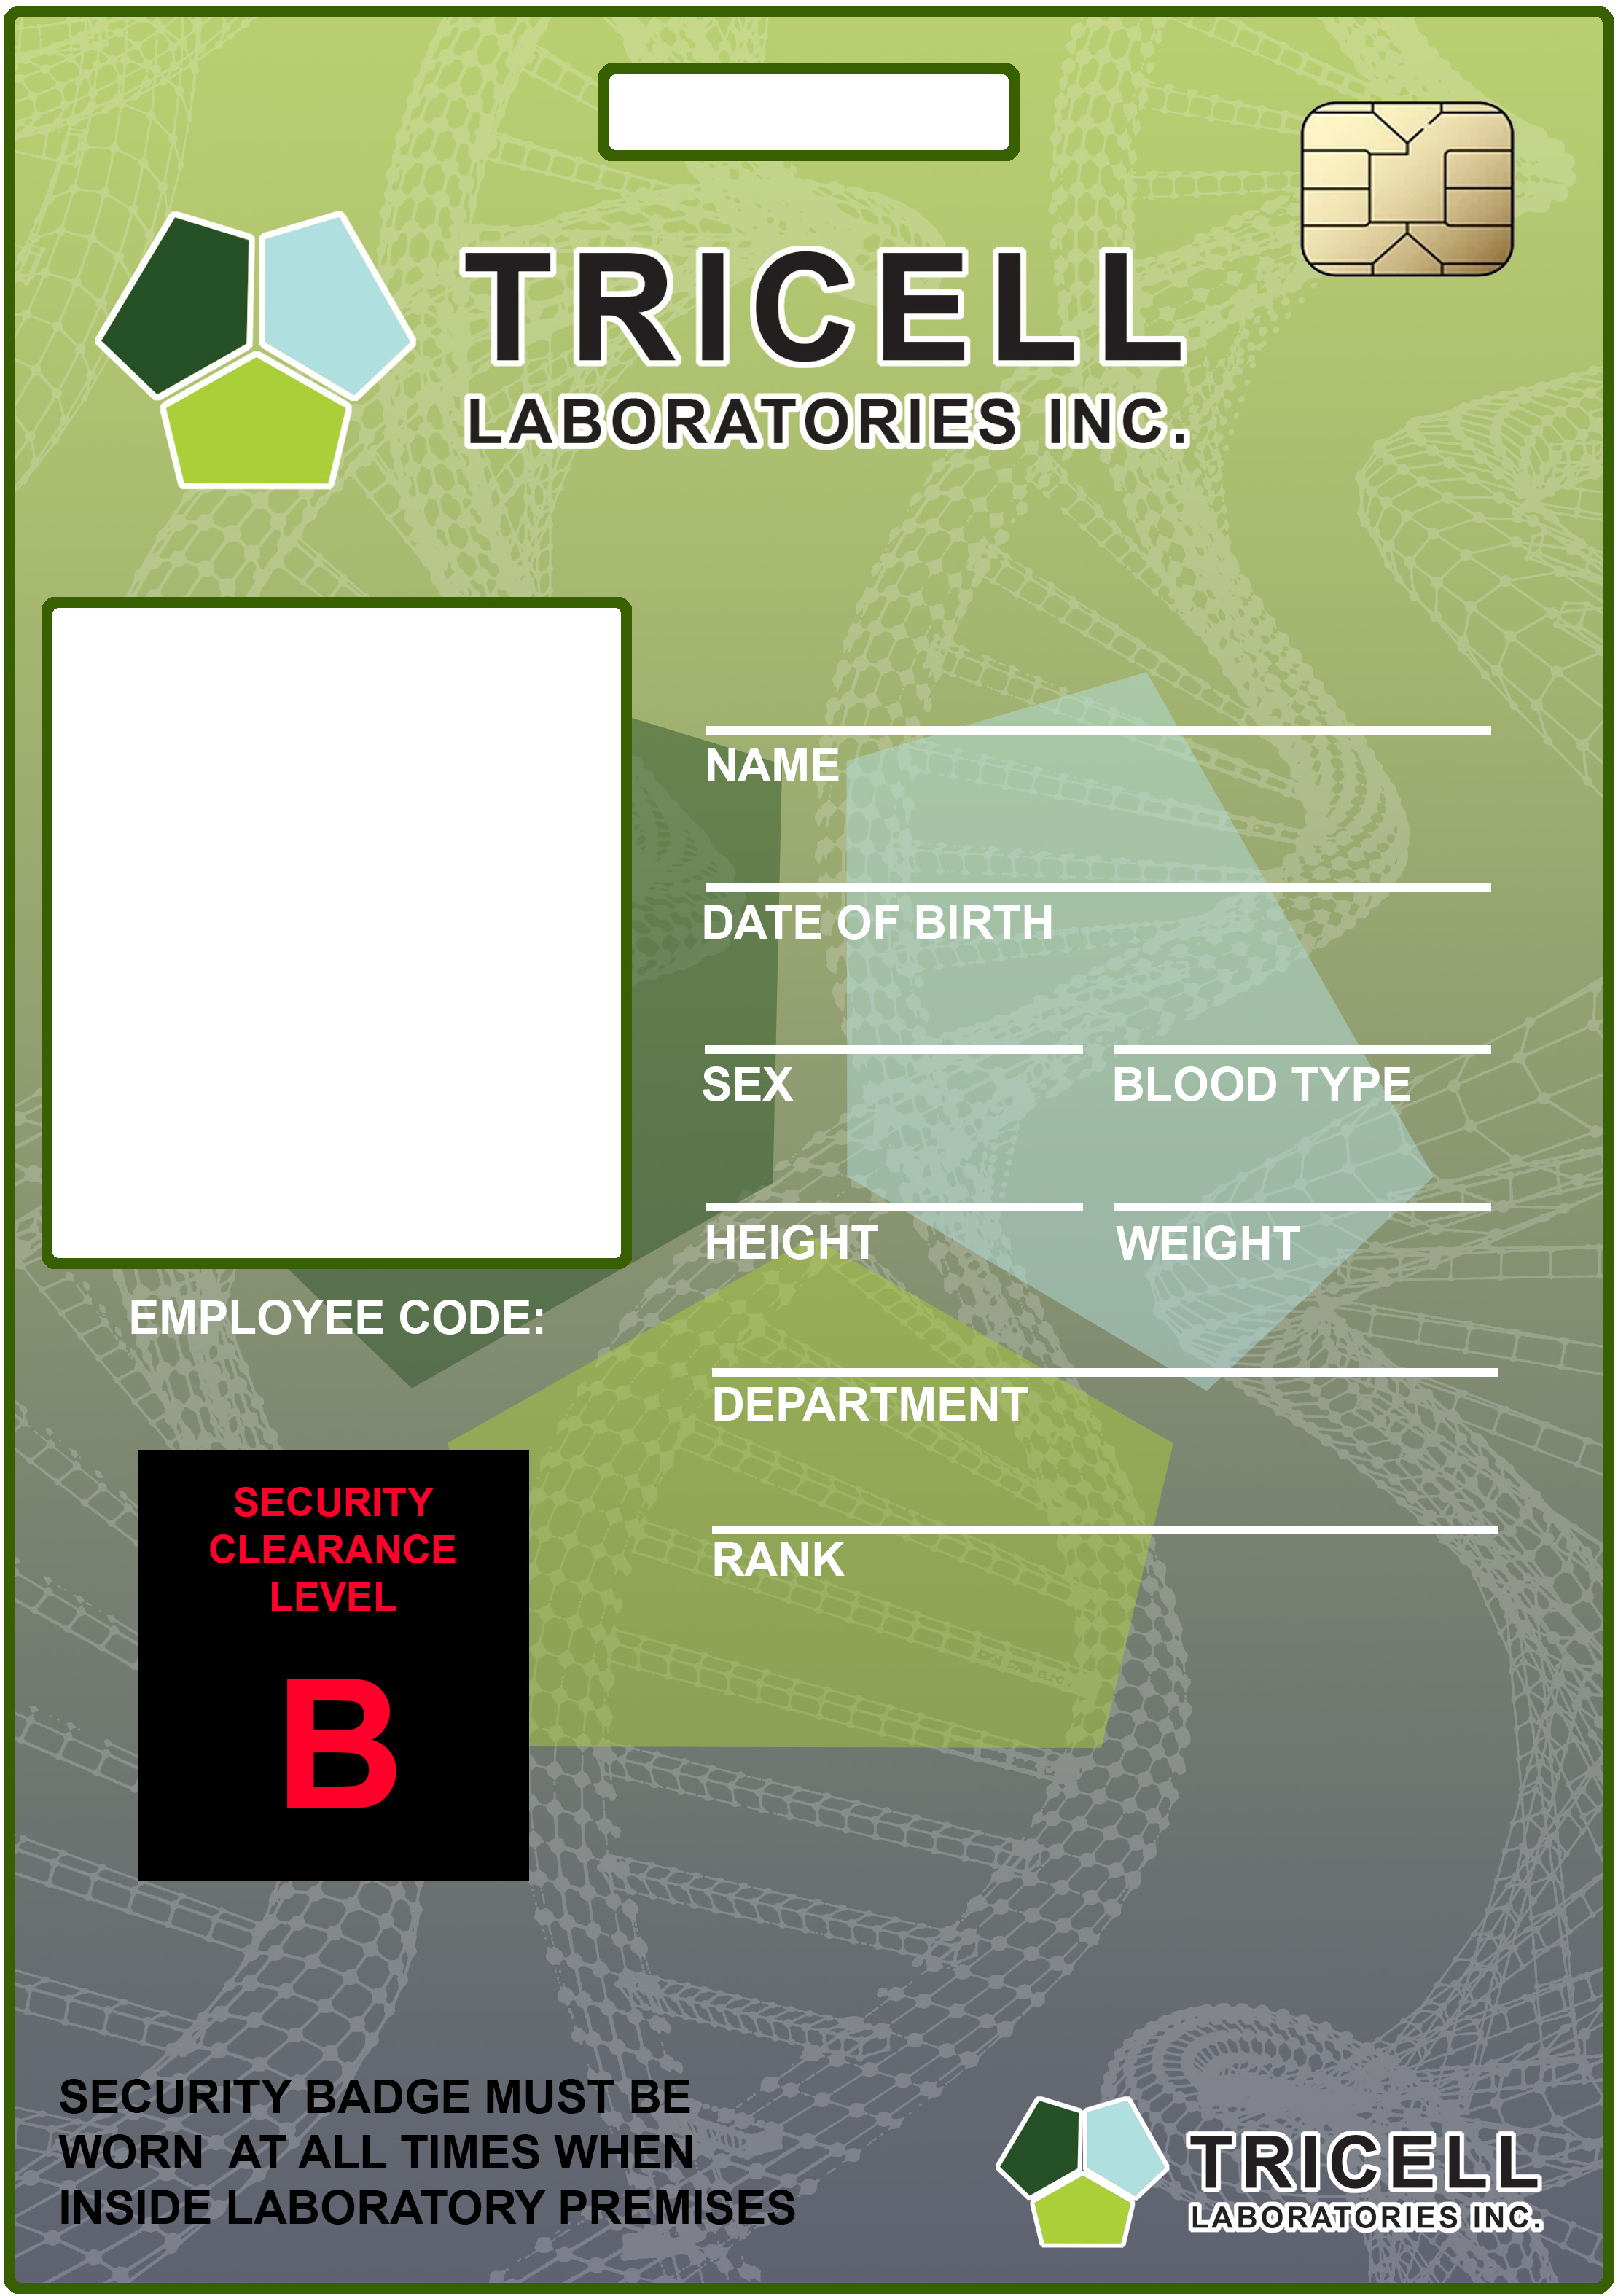 TRICELL
LABORATORIES INC.
NAME
DATE OF BIRTH
SEX
BLOOD TYPE
HEIGHT
WEIGHT
EMPLOYEE CODE:
DEPARTMENT
RANK
SECURITY
CLEARANCE
LEVEL
B
SECURITY BADGE MUST BE
WORN  AT ALL TIMES WHEN
INSIDE LABORATORY PREMISES
TRICELL
LABORATORIES INC.